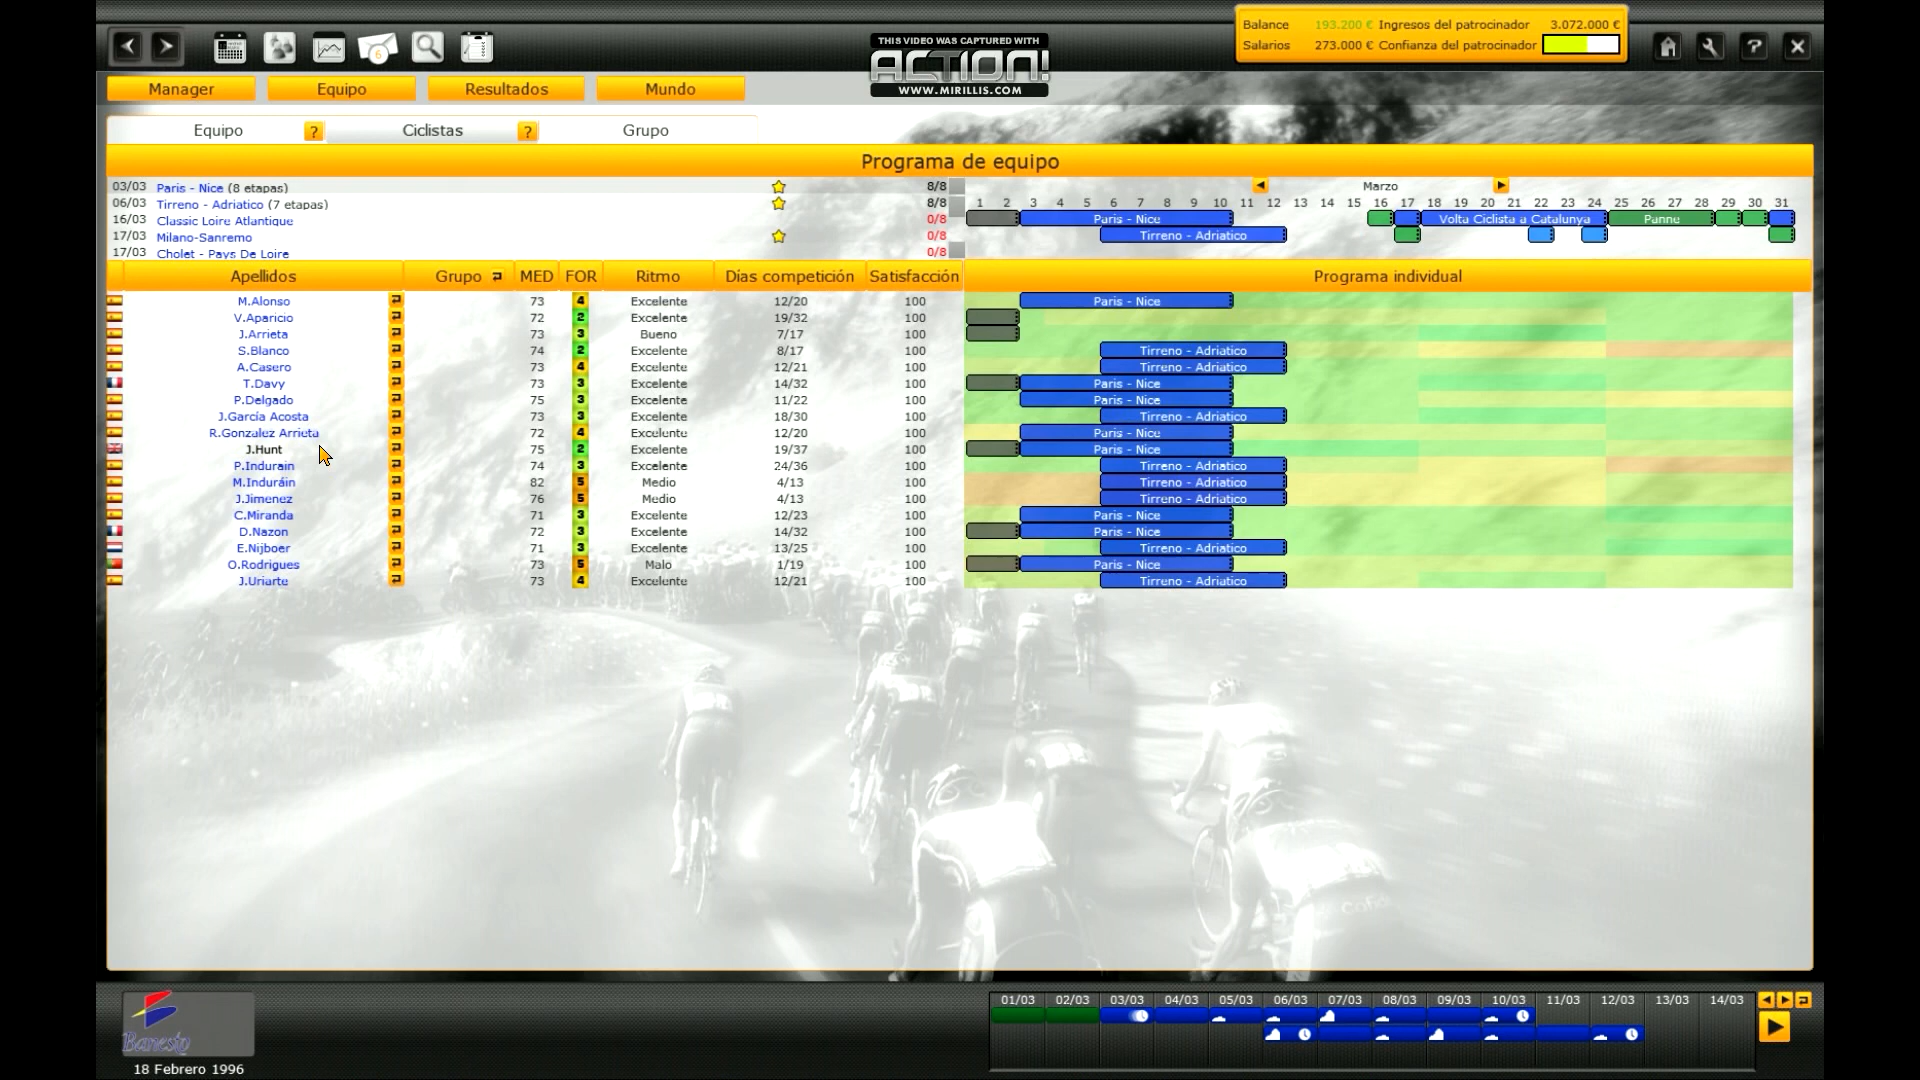 Balance 193.200 € Ingresos del patrocinador 3.072.000 €
Salarios 273.000 € Confianza del patrocinador
6
THIS VIDEO WAS CAPTURED WITH
ACTION!
WWW.MIRILLIS.COM
Manager Equipo Resultados Mundo
Equipo ? Ciclistas ? Grupo
Programa de equipo
03/03 Paris - Nice (8 etapas) 8/8
06/03 Tirreno - Adriatico (7 etapas) 8/8
16/03 Classic Loire Atlantique 0/8
17/03 Milano-Sanremo 0/8
17/03 Cholet - Pays De Loire 0/8
Marzo
1 2 3 4 5 6 7 8 9 10 11 12 13 14 15 16 17 18 19 20 21 22 23 24 25 26 27 28 29 30 31
Paris - Nice Volta Ciclista a Catalunya Panne
Tirreno - Adriatico
Apellidos Grupo MED FOR Ritmo Días competición Satisfacción Programa individual
M.Alonso 73 4 Excelente 12/20 100 Paris - Nice
V.Aparicio 72 2 Excelente 19/32 100
J.Arrieta 73 3 Bueno 7/17 100
S.Blanco 74 2 Excelente 8/17 100 Tirreno - Adriatico
A.Casero 73 4 Excelente 12/21 100 Tirreno - Adriatico
T.Davy 73 3 Excelente 14/32 100 Paris - Nice
P.Delgado 75 3 Excelente 11/22 100 Paris - Nice
J.García Acosta 73 3 Excelente 18/30 100 Tirreno - Adriatico
R.Gonzalez Arrieta 72 4 Excelente 12/20 100 Paris - Nice
J.Hunt 75 2 Excelente 19/37 100 Paris - Nice
P.Indurain 74 3 Excelente 24/36 100 Tirreno - Adriatico
M.Induráin 82 5 Medio 4/13 100 Tirreno - Adriatico
J.Jimenez 76 5 Medio 4/13 100 Tirreno - Adriatico
C.Miranda 71 3 Excelente 12/23 100 Paris - Nice
D.Nazon 72 3 Excelente 14/32 100 Paris - Nice
E.Nijboer 71 3 Excelente 13/25 100 Tirreno - Adriatico
O.Rodrigues 73 5 Malo 1/19 100 Paris - Nice
J.Uriarte 73 4 Excelente 12/21 100 Tirreno - Adriatico
Cofidis
Banesto
18 Febrero 1996
01/03 02/03 03/03 04/03 05/03 06/03 07/03 08/03 09/03 10/03 11/03 12/03 13/03 14/03